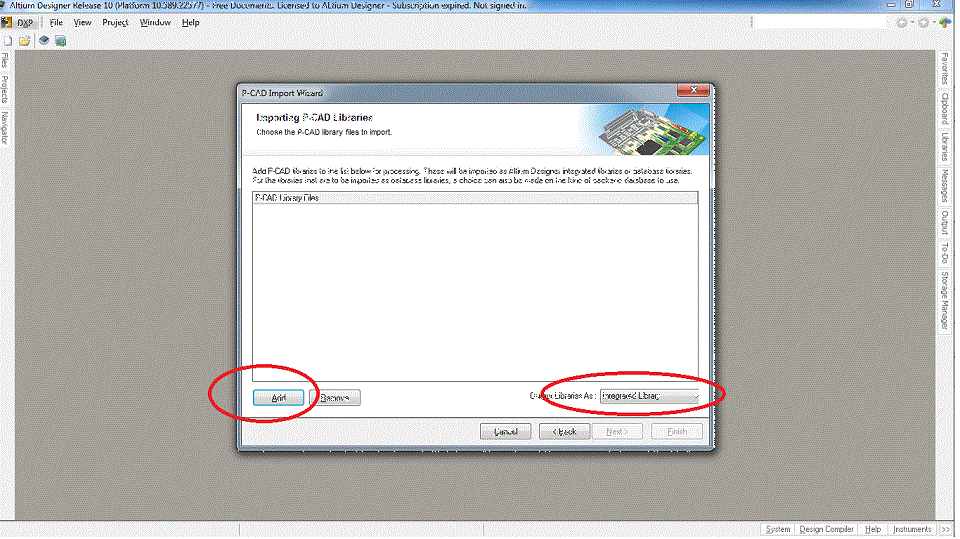 Altium Designer Release 10 (Platform 10.589.22577) - Free Documents. Licensed to Altium Designer - Subscription expired. Not signed in.
DXP File View Project Window Help
Files
Projects
Navigator
P-CAD Import Wizard
Importing P-CAD Libraries
Choose the P-CAD library files to import.
Add P-CAD libraries to the list below for processing. These will be imported as Altium Designer integrated libraries or database libraries.
For the libraries that are to be imported as database libraries, a choice can also be made on the kind of backend database to use.
P-CAD Library Files
Add Remove Output Libraries As : Integrated Library
Cancel < Back Next > Finish
Favorites
Clipboard
Libraries
Messages
Output
To-Do
Storage Manager
System Design Compiler Help Instruments >>